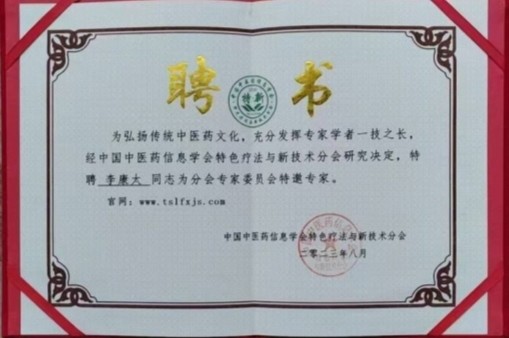 聘 书
特新
为弘扬传统中医药文化，充分发挥专家学者一技之长，
经中国中医药信息学会特色疗法与新技术分会研究决定，特
聘 李康太 同志为分会专家委员会特邀专家。
官网：www.tslfxjs.com
中国中医药信息学会特色疗法与新技术分会
二零二三年八月